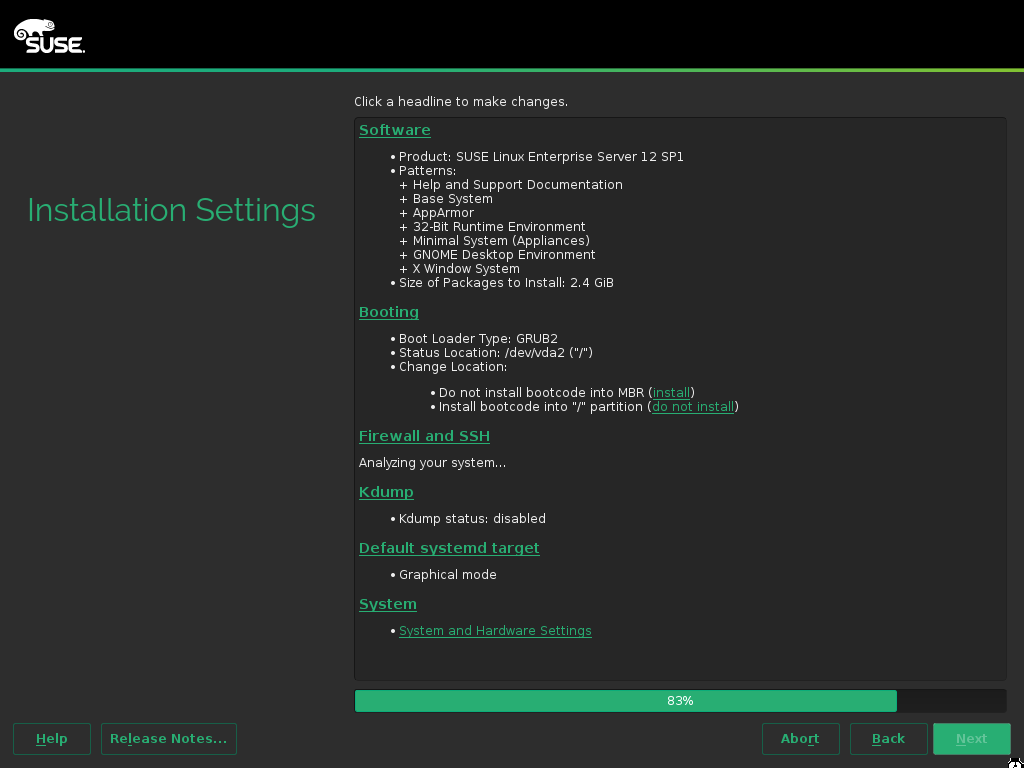 SUSE.
Click a headline to make changes.
Installation Settings
Software
• Product: SUSE Linux Enterprise Server 12 SP1
• Patterns:
+ Help and Support Documentation
+ Base System
+ AppArmor
+ 32-Bit Runtime Environment
+ Minimal System (Appliances)
+ GNOME Desktop Environment
+ X Window System
• Size of Packages to Install: 2.4 GiB
Booting
• Boot Loader Type: GRUB2
• Status Location: /dev/vda2 ("/")
• Change Location:
• Do not install bootcode into MBR (install)
• Install bootcode into "/" partition (do not install)
Firewall and SSH
Analyzing your system...
Kdump
• Kdump status: disabled
Default systemd target
• Graphical mode
System
• System and Hardware Settings
83%
Help Release Notes... Abort Back Next